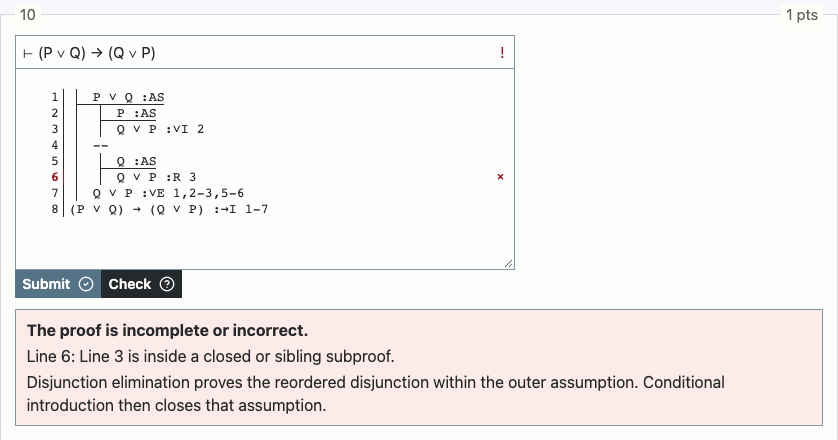 10
1 pts
⊢ (P ∨ Q) → (Q ∨ P)
!
1 P ∨ Q :AS
2 P :AS
3 Q ∨ P :∨I 2
4 --
5 Q :AS
6 Q ∨ P :R 3
×
7 Q ∨ P :∨E 1,2-3,5-6
8 (P ∨ Q) → (Q ∨ P) :→I 1-7
Submit
Check ?
The proof is incomplete or incorrect.
Line 6: Line 3 is inside a closed or sibling subproof.
Disjunction elimination proves the reordered disjunction within the outer assumption. Conditional
introduction then closes that assumption.